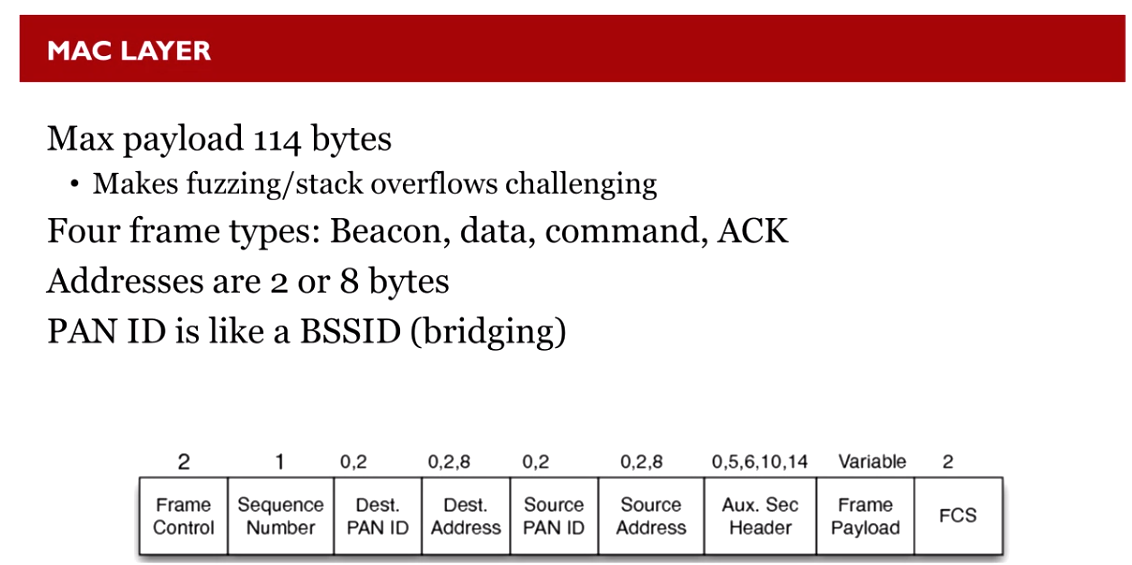 MAC LAYER
Max payload 114 bytes
• Makes fuzzing/stack overflows challenging
Four frame types: Beacon, data, command, ACK
Addresses are 2 or 8 bytes
PAN ID is like a BSSID (bridging)
2 1 0,2 0,2,8 0,2 0,2,8 0,5,6,10,14 Variable 2
Frame Control Sequence Number Dest. PAN ID Dest. Address Source PAN ID Source Address Aux. Sec Header Frame Payload FCS